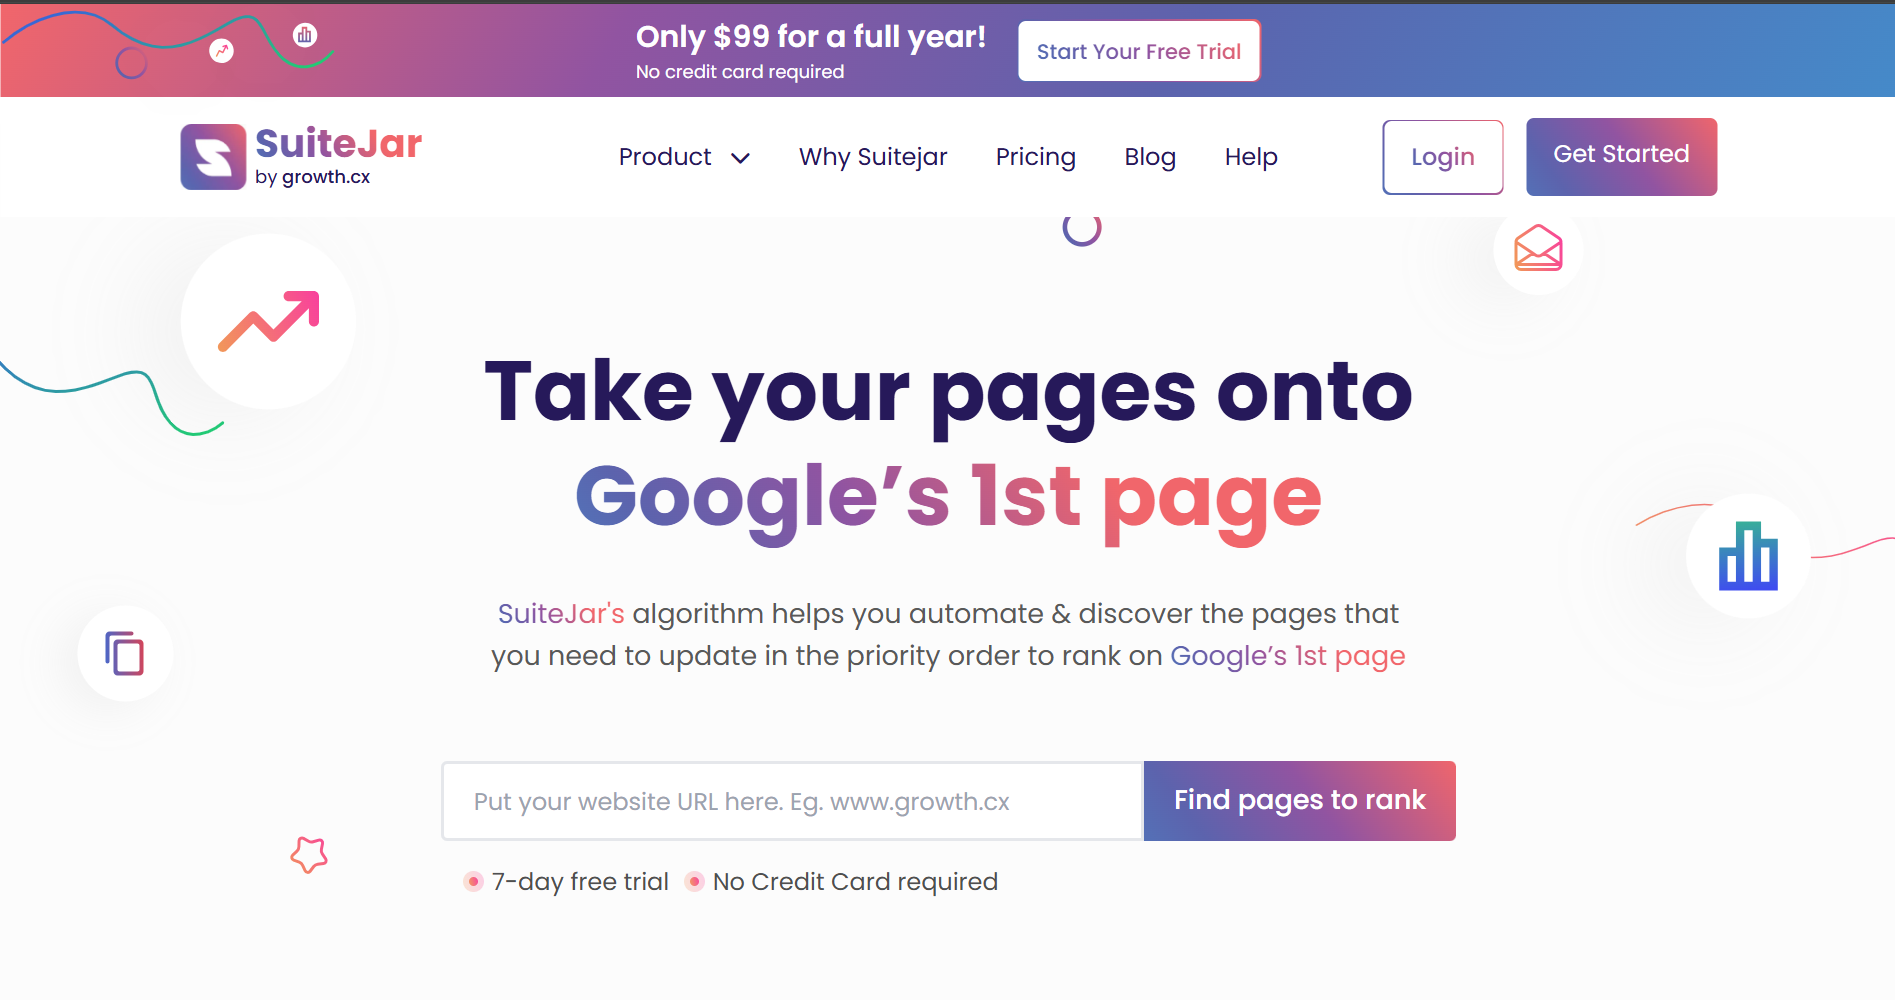 Only $99 for a full year!
No credit card required
Start Your Free Trial
SuiteJar
by growth.cx
Product
Why Suitejar
Pricing
Blog
Help
Login
Get Started
Take your pages onto
Google’s 1st page
SuiteJar's algorithm helps you automate & discover the pages that
you need to update in the priority order to rank on Google’s 1st page
Put your website URL here. Eg. www.growth.cx
Find pages to rank
7-day free trial
No Credit Card required